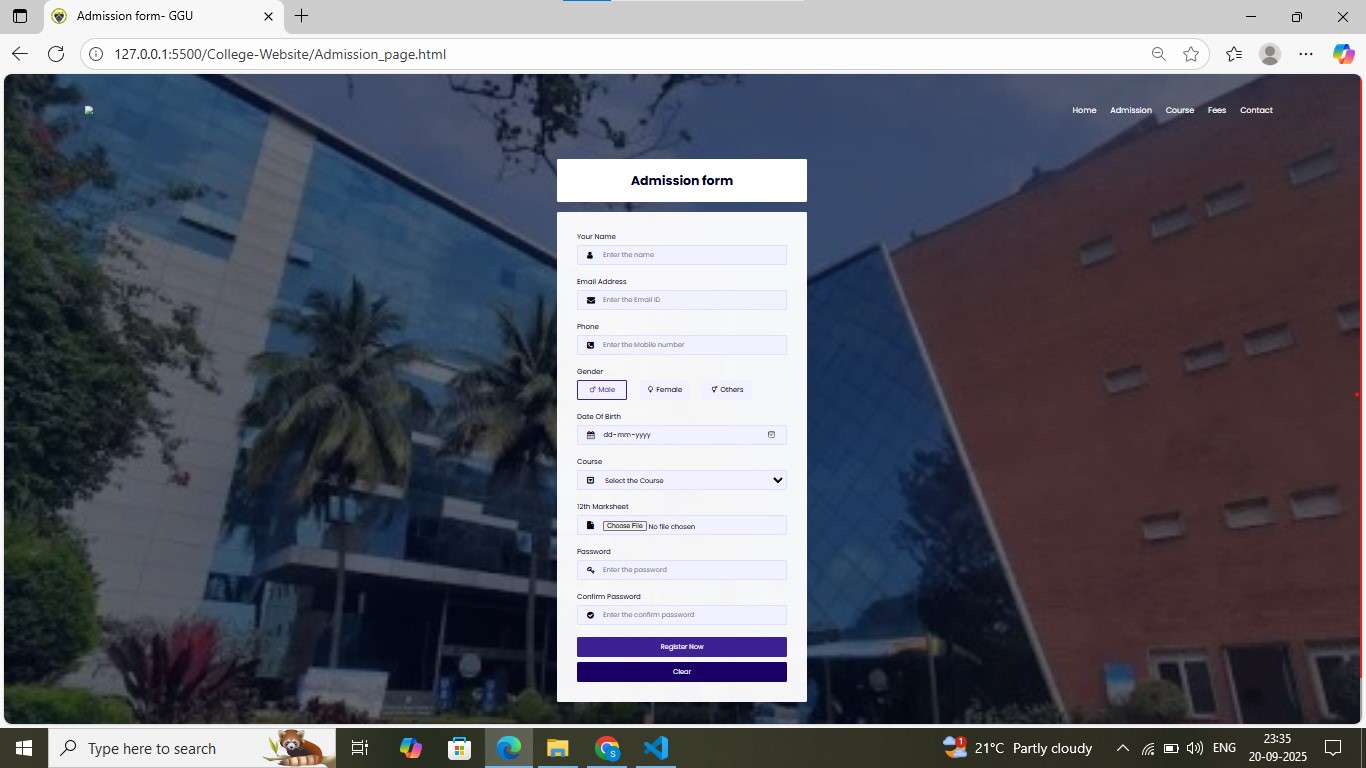 Admission form- GGU
127.0.0.1:5500/College-Website/Admission_page.html
Home Admission Course Fees Contact
Admission form
Your Name
Enter the name
Email Address
Enter the Email ID
Phone
Enter the Mobile number
Gender
Male Female Others
Date Of Birth
dd-mm-yyyy
Course
Select the Course
12th Marksheet
Choose File No file chosen
Password
Enter the password
Confirm Password
Enter the confirm password
Register Now
Clear
Type here to search
S
1
21°C Partly cloudy
ENG
23:35
20-09-2025